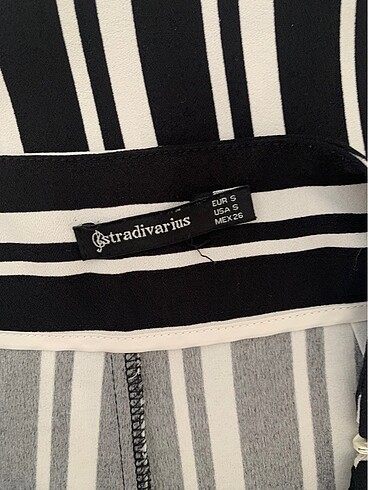 stradivarius
EUR S
USA S
MEX 26